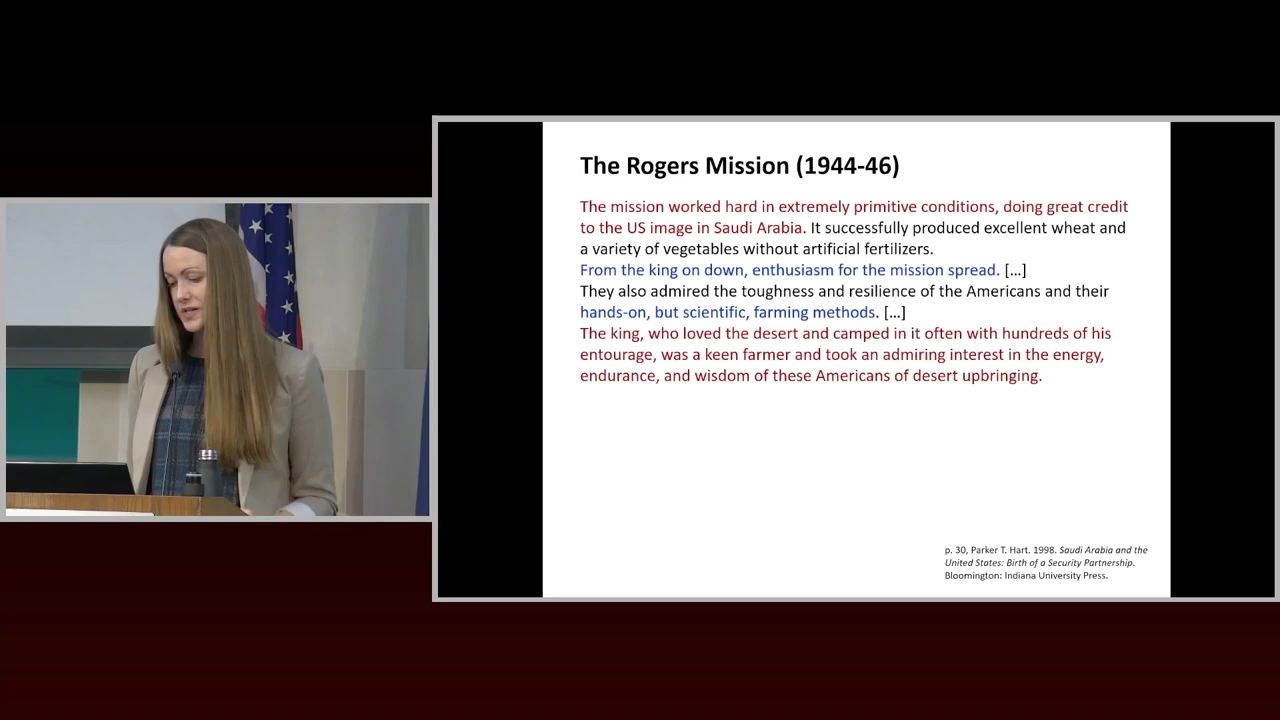 The Rogers Mission (1944-46)
The mission worked hard in extremely primitive conditions, doing great credit
to the US image in Saudi Arabia. It successfully produced excellent wheat and
a variety of vegetables without artificial fertilizers.
From the king on down, enthusiasm for the mission spread. […]
They also admired the toughness and resilience of the Americans and their
hands-on, but scientific, farming methods. […]
The king, who loved the desert and camped in it often with hundreds of his
entourage, was a keen farmer and took an admiring interest in the energy,
endurance, and wisdom of these Americans of desert upbringing.
p. 30, Parker T. Hart. 1998. Saudi Arabia and the
United States: Birth of a Security Partnership.
Bloomington: Indiana University Press.